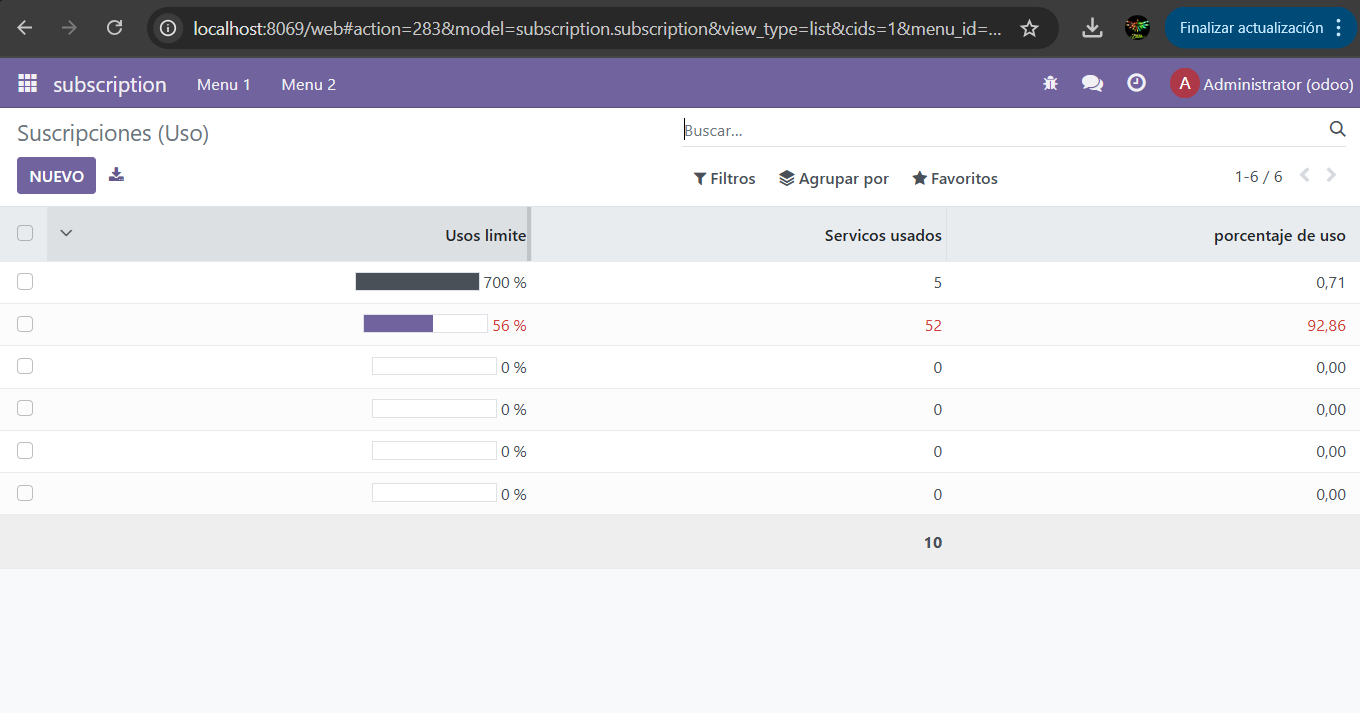 localhost:8069/web#action=283&model=subscription.subscription&view_type=list&cids=1&menu_id=...
Finalizar actualización
subscription Menu 1 Menu 2 A Administrator (odoo)
Suscripciones (Uso)
Buscar...
NUEVO
Filtros Agrupar por Favoritos 1-6 / 6
Usos limite Servicos usados porcentaje de uso
700 % 5 0,71
56 % 52 92,86
0 % 0 0,00
0 % 0 0,00
0 % 0 0,00
0 % 0 0,00
10